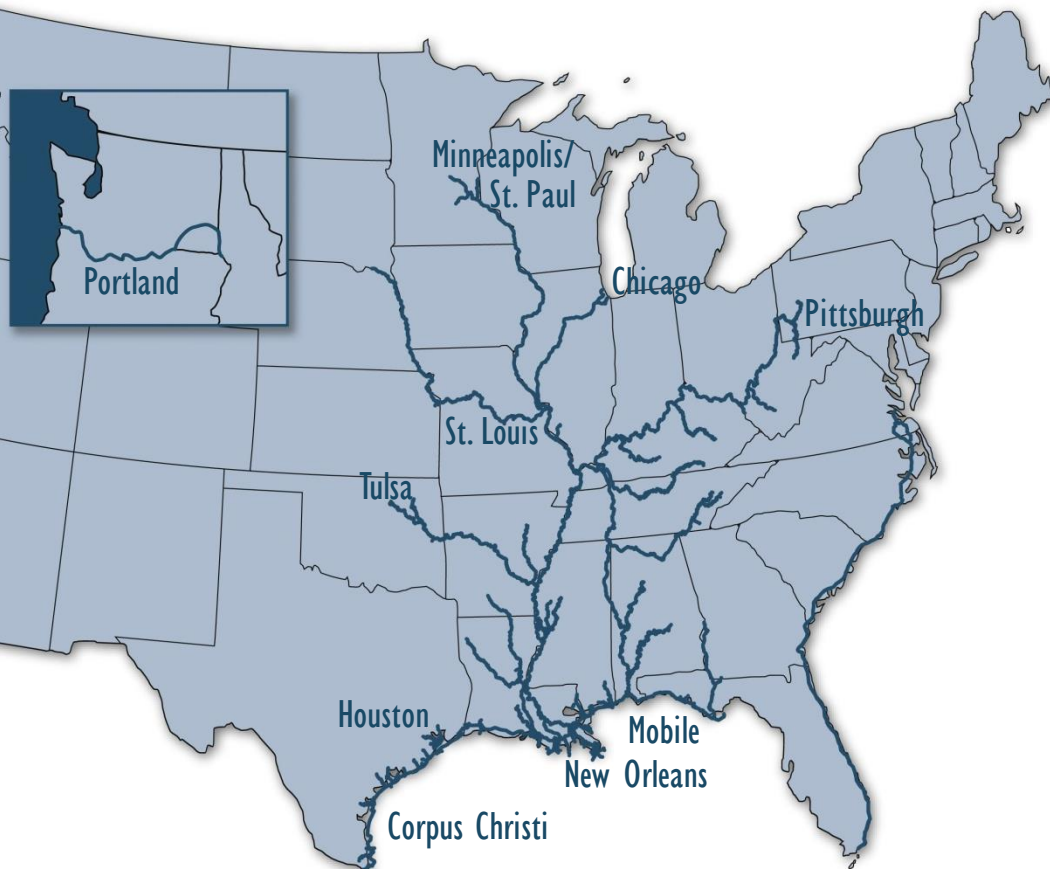 Minneapolis/
St. Paul
Portland
Chicago
Pittsburgh
St. Louis
Tulsa
Houston
Mobile
New Orleans
Corpus Christi